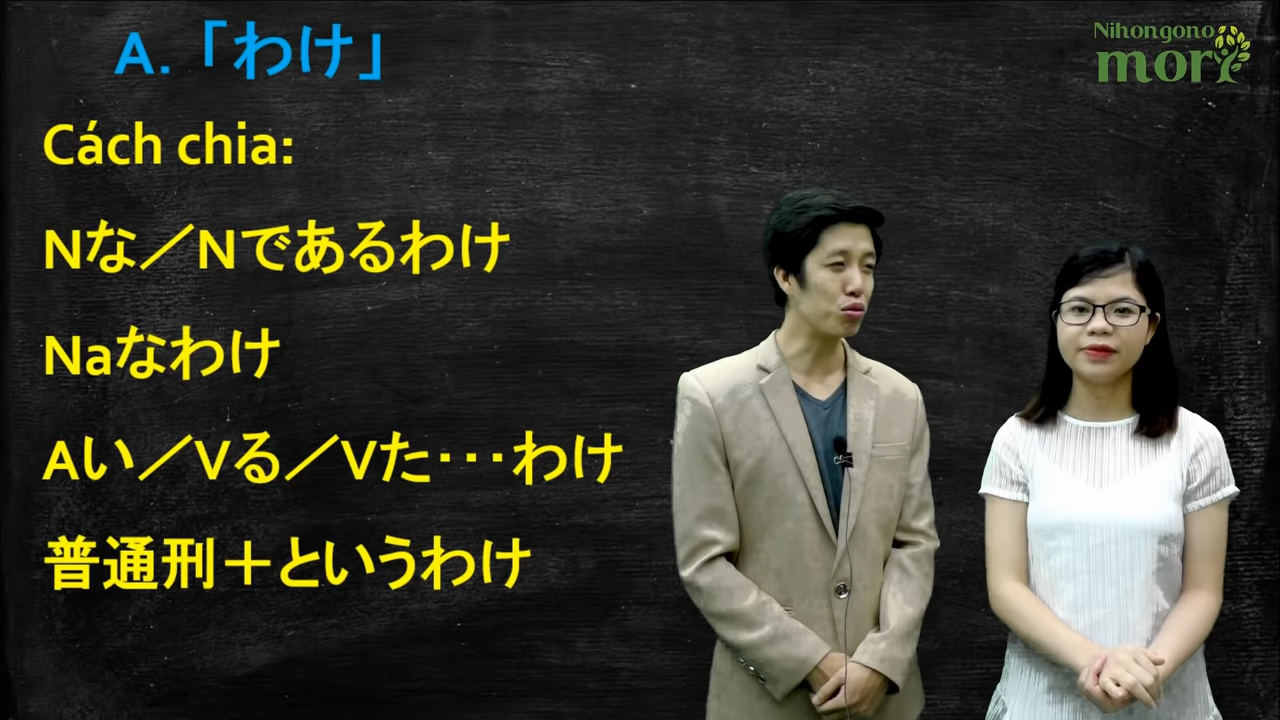 A.「わけ」
Nihongono
mori
Cách chia:
Nな／Nであるわけ
Naなわけ
Aい／Vる／Vた･･･わけ
普通刑＋というわけ